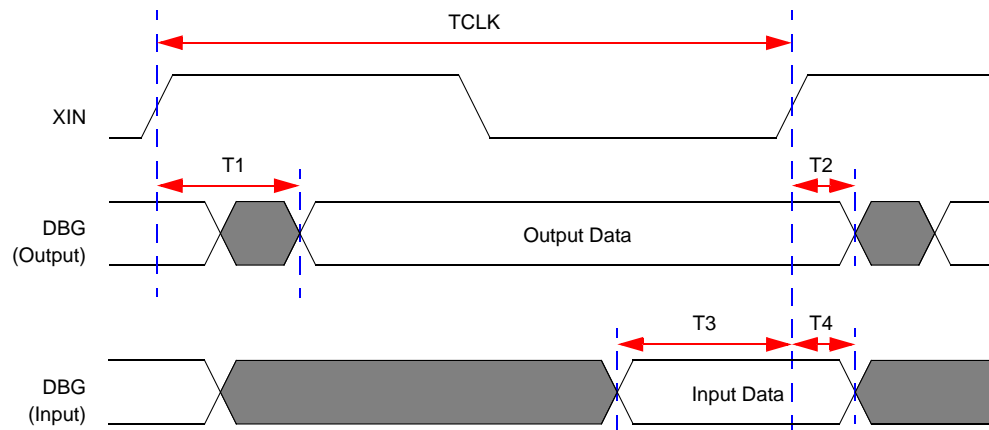 TCLK
XIN
T1
T2
DBG
(Output)
Output Data
T3
T4
DBG
(Input)
Input Data